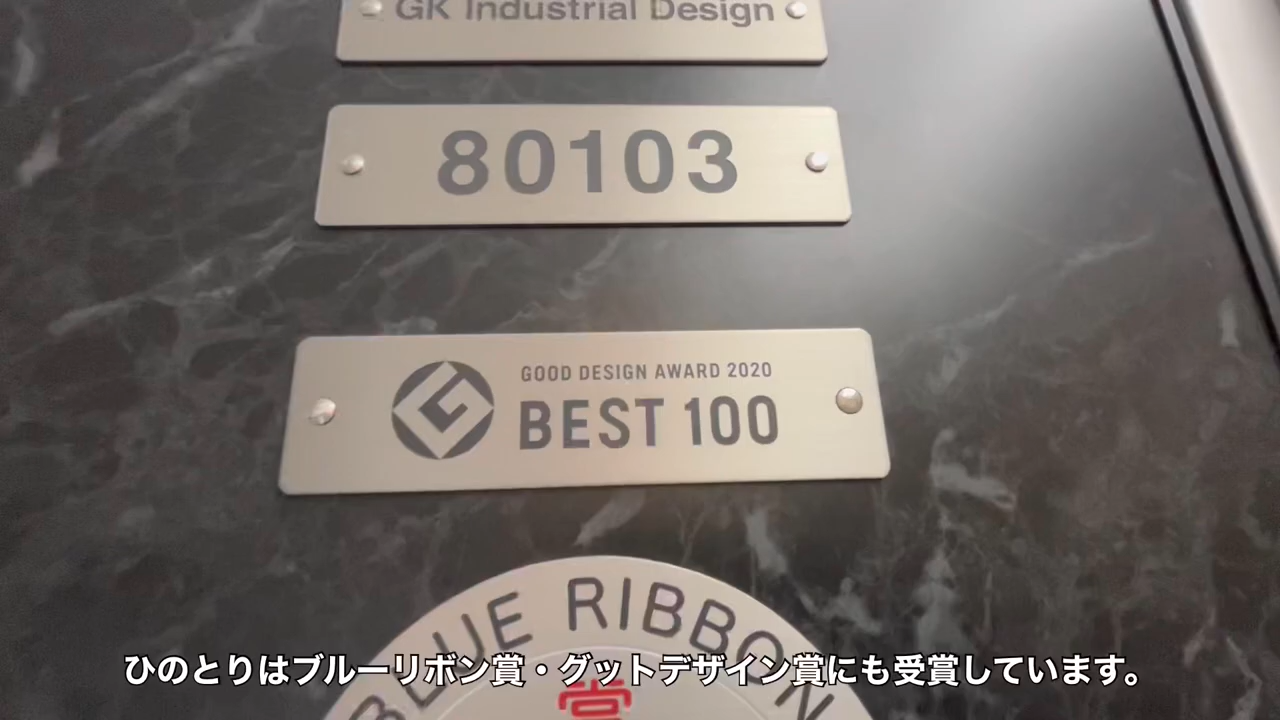 GK Industrial Design
80103
GOOD DESIGN AWARD 2020
BEST 100
BLUE RIBBON
賞
ひのとりはブルーリボン賞・グットデザイン賞にも受賞しています。